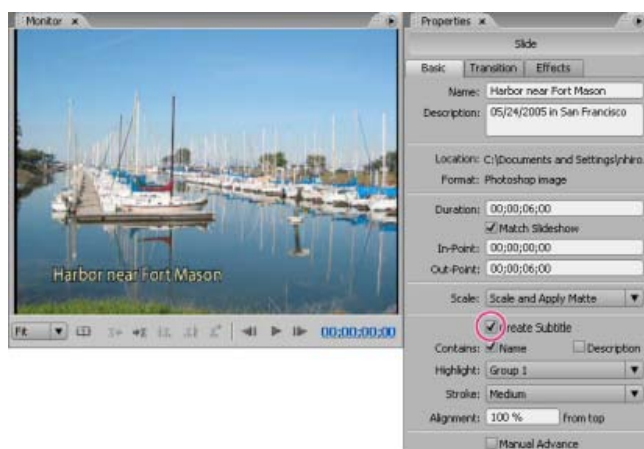 Monitor x
Harbor near Fort Mason
Fit
00;00;00;00
Properties x
Slide
Basic Transition Effects
Name: Harbor near Fort Mason
Description: 05/24/2005 in San Francisco
Location: C:\Documents and Settings\nhiro
Format: Photoshop image
Duration: 00;00;06;00
Match Slideshow
In-Point: 00;00;00;00
Out-Point: 00;00;06;00
Scale: Scale and Apply Matte
Create Subtitle
Contains: Name Description
Highlight: Group 1
Stroke: Medium
Alignment: 100 % from top
Manual Advance